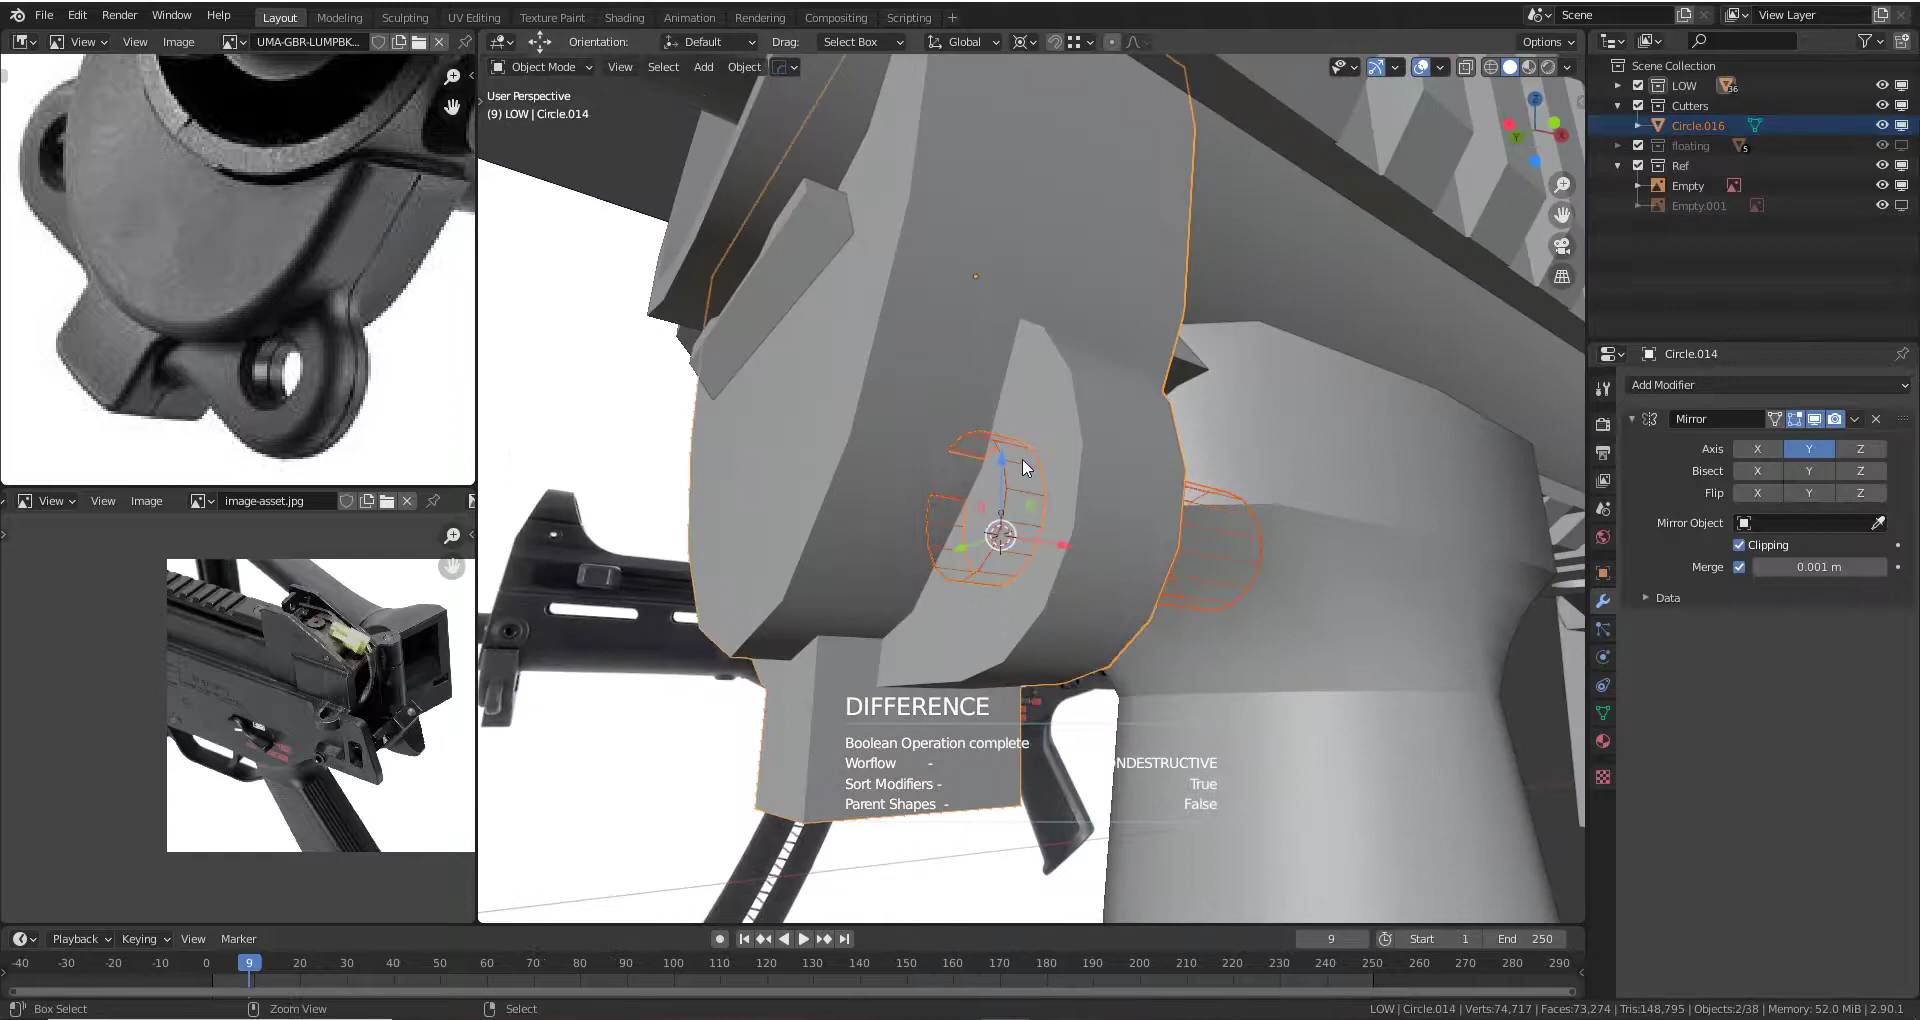 File Edit Render Window Help Layout Modeling Sculpting UV Editing Texture Paint Shading Animation Rendering Compositing Scripting + Scene View Layer
View View Image UMA-GBR-LUMPBK... Orientation: Default Drag: Select Box Global Options
Object Mode View Select Add Object
User Perspective
(9) LOW | Circle.014
Scene Collection
LOW 36
Cutters
Circle.016
floating 5
Ref
Empty
Empty.001
Circle.014
Add Modifier
Mirror
Axis X Y Z
Bisect X Y Z
Flip X Y Z
Mirror Object
Clipping
Merge 0.001 m
Data
View View Image image-asset.jpg
DIFFERENCE
Boolean Operation complete
Worflow - ONDESTRUCTIVE
Sort Modifiers - True
Parent Shapes - False
Playback Keying View Marker 9 Start 1 End 250
-40 -30 -20 -10 0 9 20 30 40 50 60 70 80 90 100 110 120 130 140 150 160 170 180 190 200 210 220 230 240 250 260 270 280 290
Box Select Zoom View Select LOW | Circle.014 | Verts:74,717 | Faces:73,274 | Tris:148,795 | Objects:2/38 | Memory: 52.0 MiB | 2.90.1